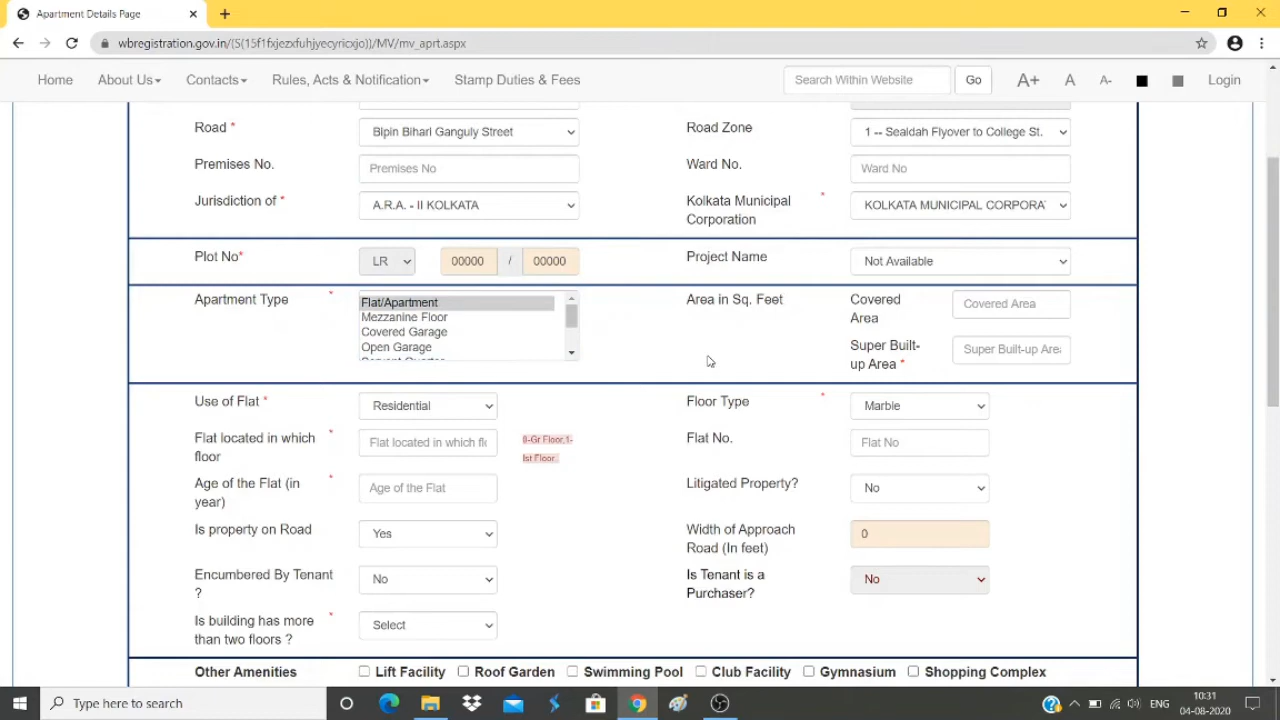 Apartment Details Page
wbregistration.gov.in/(S(15f1fxjezxfuhjyecyricxjo))/MV/mv_aprt.aspx
Home About Us Contacts Rules, Acts & Notification Stamp Duties & Fees Search Within Website Go A+ A A- Login
Road * Bipin Bihari Ganguly Street Road Zone 1 -- Sealdah Flyover to College St.
Premises No. Premises No Ward No. Ward No
Jurisdiction of * A.R.A. - II KOLKATA Kolkata Municipal * KOLKATA MUNICIPAL CORPORA
Corporation
Plot No* LR 00000 / 00000 Project Name Not Available
Apartment Type * Flat/Apartment Area in Sq. Feet Covered Covered Area
Mezzanine Floor Area
Covered Garage
Open Garage Super Built- Super Built-up Area
Servant Quarter up Area *
Use of Flat * Residential Floor Type * Marble
Flat located in which * Flat located in which flo 0-Gr Floor,1- Flat No. Flat No
floor Ist Floor..
Age of the Flat (in * Age of the Flat Litigated Property? No
year)
Is property on Road Yes Width of Approach 0
Road (In feet)
Encumbered By Tenant No Is Tenant is a No
? Purchaser?
Is building has more * Select
than two floors ?
Other Amenities Lift Facility Roof Garden Swimming Pool Club Facility Gymnasium Shopping Complex
Type here to search ENG 10:31
04-08-2020